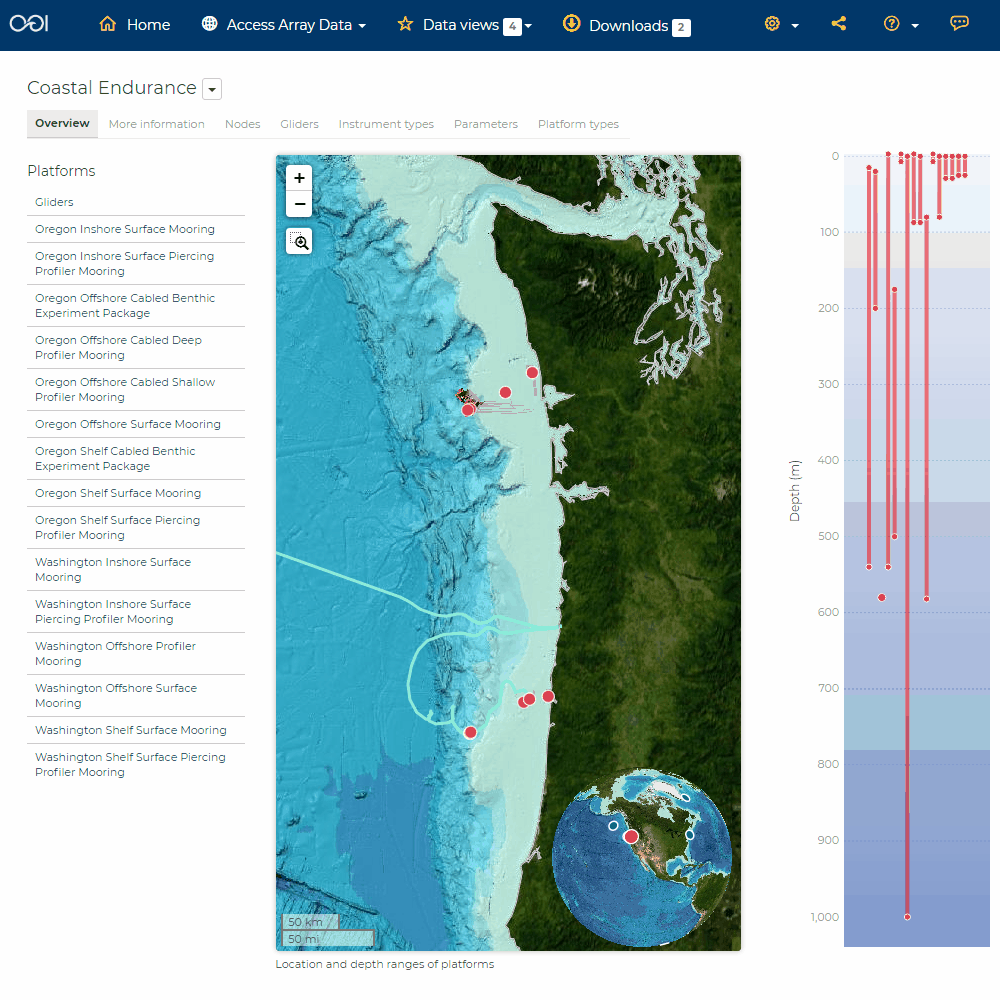 OOI Home Access Array Data Data views 4 Downloads 2
Coastal Endurance
Overview More information Nodes Gliders Instrument types Parameters Platform types
Platforms
Gliders
Oregon Inshore Surface Mooring
Oregon Inshore Surface Piercing
Profiler Mooring
Oregon Offshore Cabled Benthic
Experiment Package
Oregon Offshore Cabled Deep
Profiler Mooring
Oregon Offshore Cabled Shallow
Profiler Mooring
Oregon Offshore Surface Mooring
Oregon Shelf Cabled Benthic
Experiment Package
Oregon Shelf Surface Mooring
Oregon Shelf Surface Piercing
Profiler Mooring
Washington Inshore Surface
Mooring
Washington Inshore Surface
Piercing Profiler Mooring
Washington Offshore Profiler
Mooring
Washington Offshore Surface
Mooring
Washington Shelf Surface Mooring
Washington Shelf Surface Piercing
Profiler Mooring
+
−
50 km
50 mi
Location and depth ranges of platforms
Depth (m)
0
100
200
300
400
500
600
700
800
900
1,000